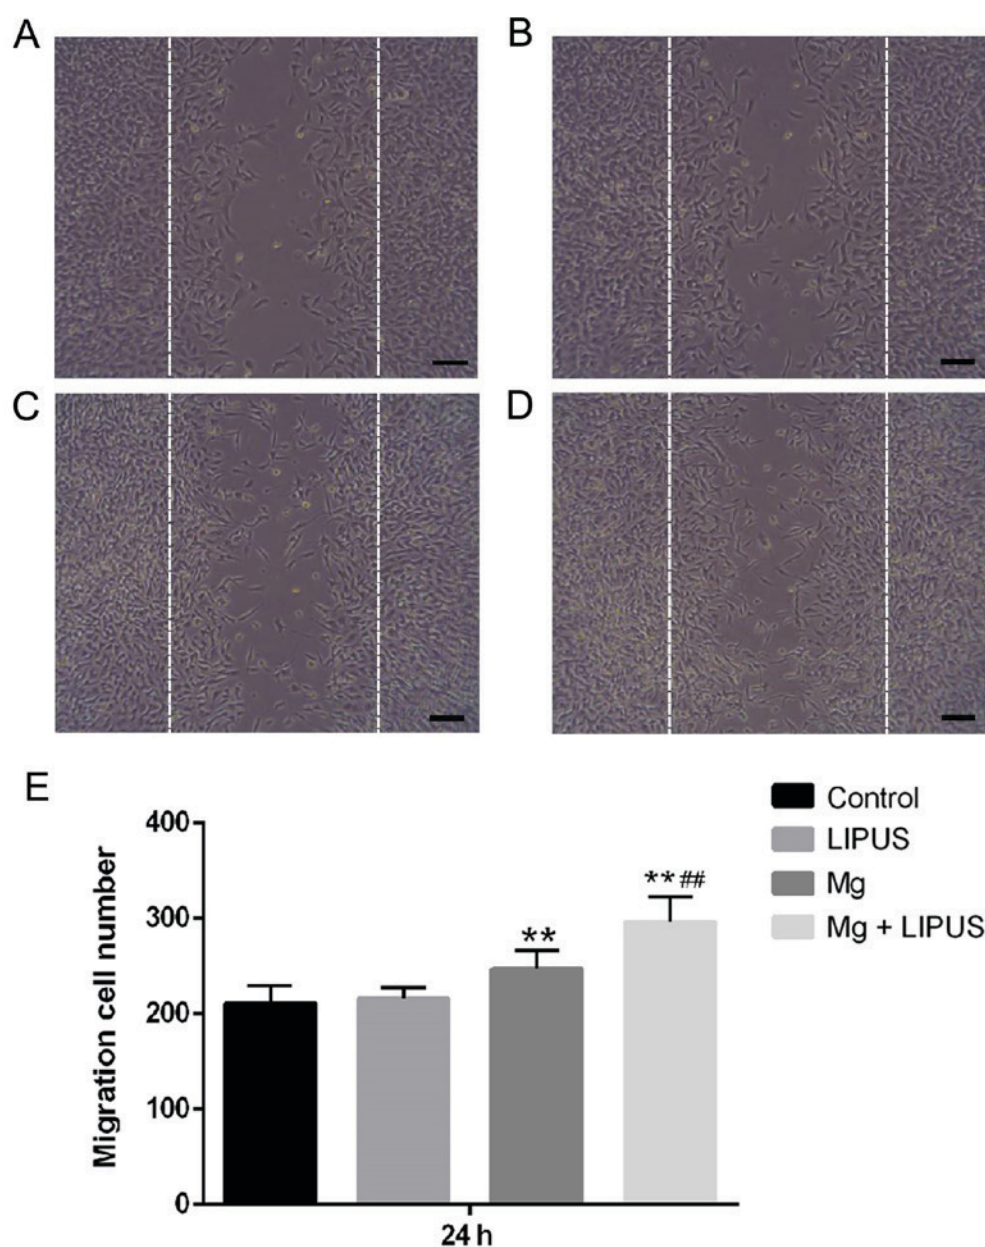 A
B
C
D
E
Control
LIPUS
Mg
Mg + LIPUS
Migration cell number
400
300
200
100
0
**
**##
24 h